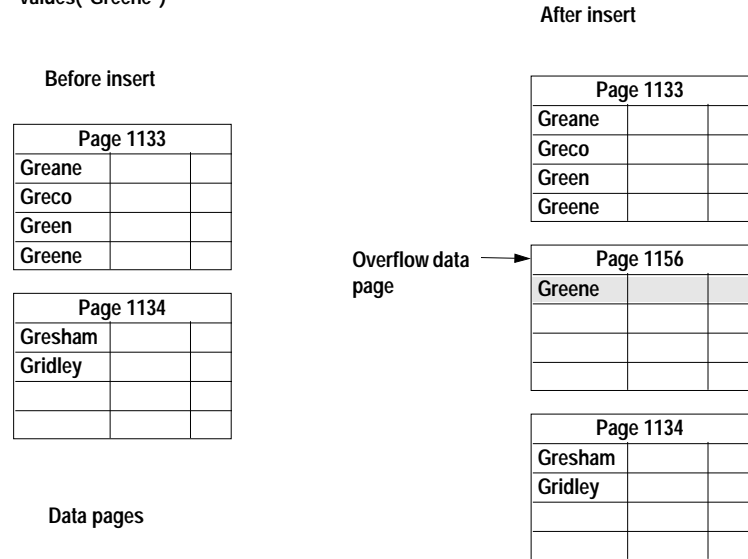 values("Greene")
Before insert
Page 1133
Greane
Greco
Green
Greene
Page 1134
Gresham
Gridley
Data pages
After insert
Page 1133
Greane
Greco
Green
Greene
Overflow data
page
Page 1156
Greene
Page 1134
Gresham
Gridley